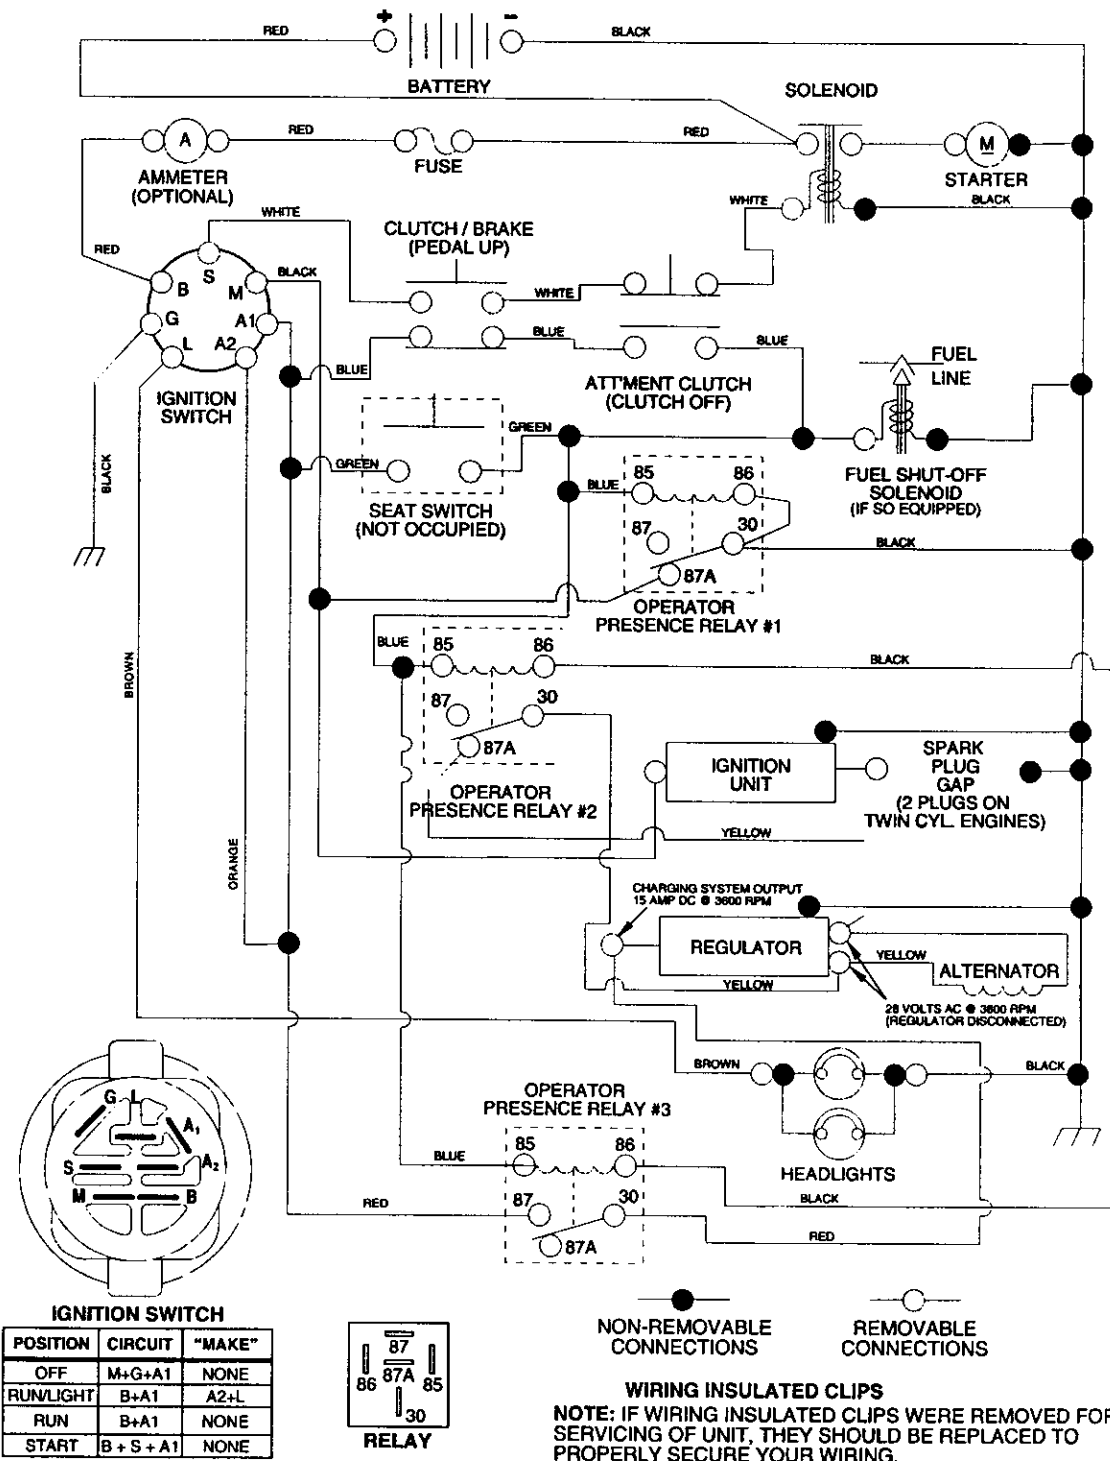 + -
RED
BLACK
BATTERY
SOLENOID
A
RED
FUSE
RED
M
STARTER
AMMETER
(OPTIONAL)
WHITE
BLACK
WHITE
CLUTCH / BRAKE
(PEDAL UP)
RED
S
B
M
BLACK
G
A1
L
A2
IGNITION
SWITCH
WHITE
BLUE
BLUE
BLUE
ATT'MENT CLUTCH
(CLUTCH OFF)
FUEL
LINE
GREEN
GREEN
SEAT SWITCH
(NOT OCCUPIED)
FUEL SHUT-OFF
SOLENOID
(IF SO EQUIPPED)
BLACK
BLUE
85
86
87
30
87A
BLACK
OPERATOR
PRESENCE RELAY #1
BLUE
85
86
BLACK
87
30
87A
OPERATOR
PRESENCE RELAY #2
BROWN
IGNITION
UNIT
SPARK
PLUG
GAP
(2 PLUGS ON
TWIN CYL. ENGINES)
YELLOW
ORANGE
CHARGING SYSTEM OUTPUT
15 AMP DC @ 3600 RPM
REGULATOR
YELLOW
ALTERNATOR
YELLOW
28 VOLTS AC @ 3600 RPM
(REGULATOR DISCONNECTED)
BROWN
BLACK
HEADLIGHTS
OPERATOR
PRESENCE RELAY #3
BLUE
85
86
BLACK
RED
87
30
87A
RED
G L
A1
S
A2
M
B
IGNITION SWITCH
POSITION CIRCUIT "MAKE"
OFF M+G+A1 NONE
RUN/LIGHT B+A1 A2+L
RUN B+A1 NONE
START B + S + A1 NONE
87
87A
86
85
30
RELAY
NON-REMOVABLE
CONNECTIONS
REMOVABLE
CONNECTIONS
WIRING INSULATED CLIPS
NOTE: IF WIRING INSULATED CLIPS WERE REMOVED FOR
SERVICING OF UNIT, THEY SHOULD BE REPLACED TO
PROPERLY SECURE YOUR WIRING.